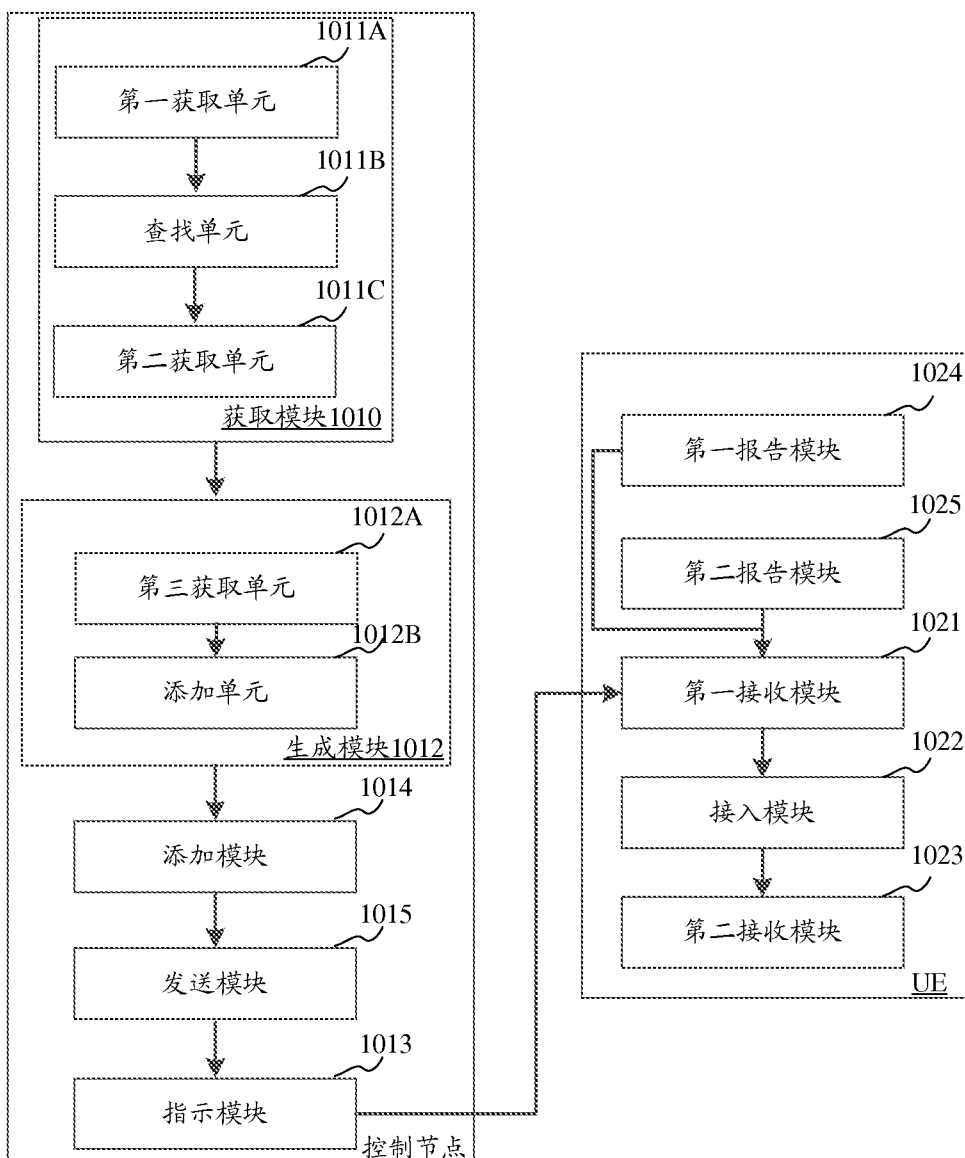 1011A
第一获取单元
1011B
查找单元
1011C
第二获取单元
获取模块1010
1012A
第三获取单元
1012B
添加单元
生成模块1012
1014
添加模块
1015
发送模块
1013
指示模块
控制节点
1024
第一报告模块
1025
第二报告模块
1021
第一接收模块
1022
接入模块
1023
第二接收模块
UE